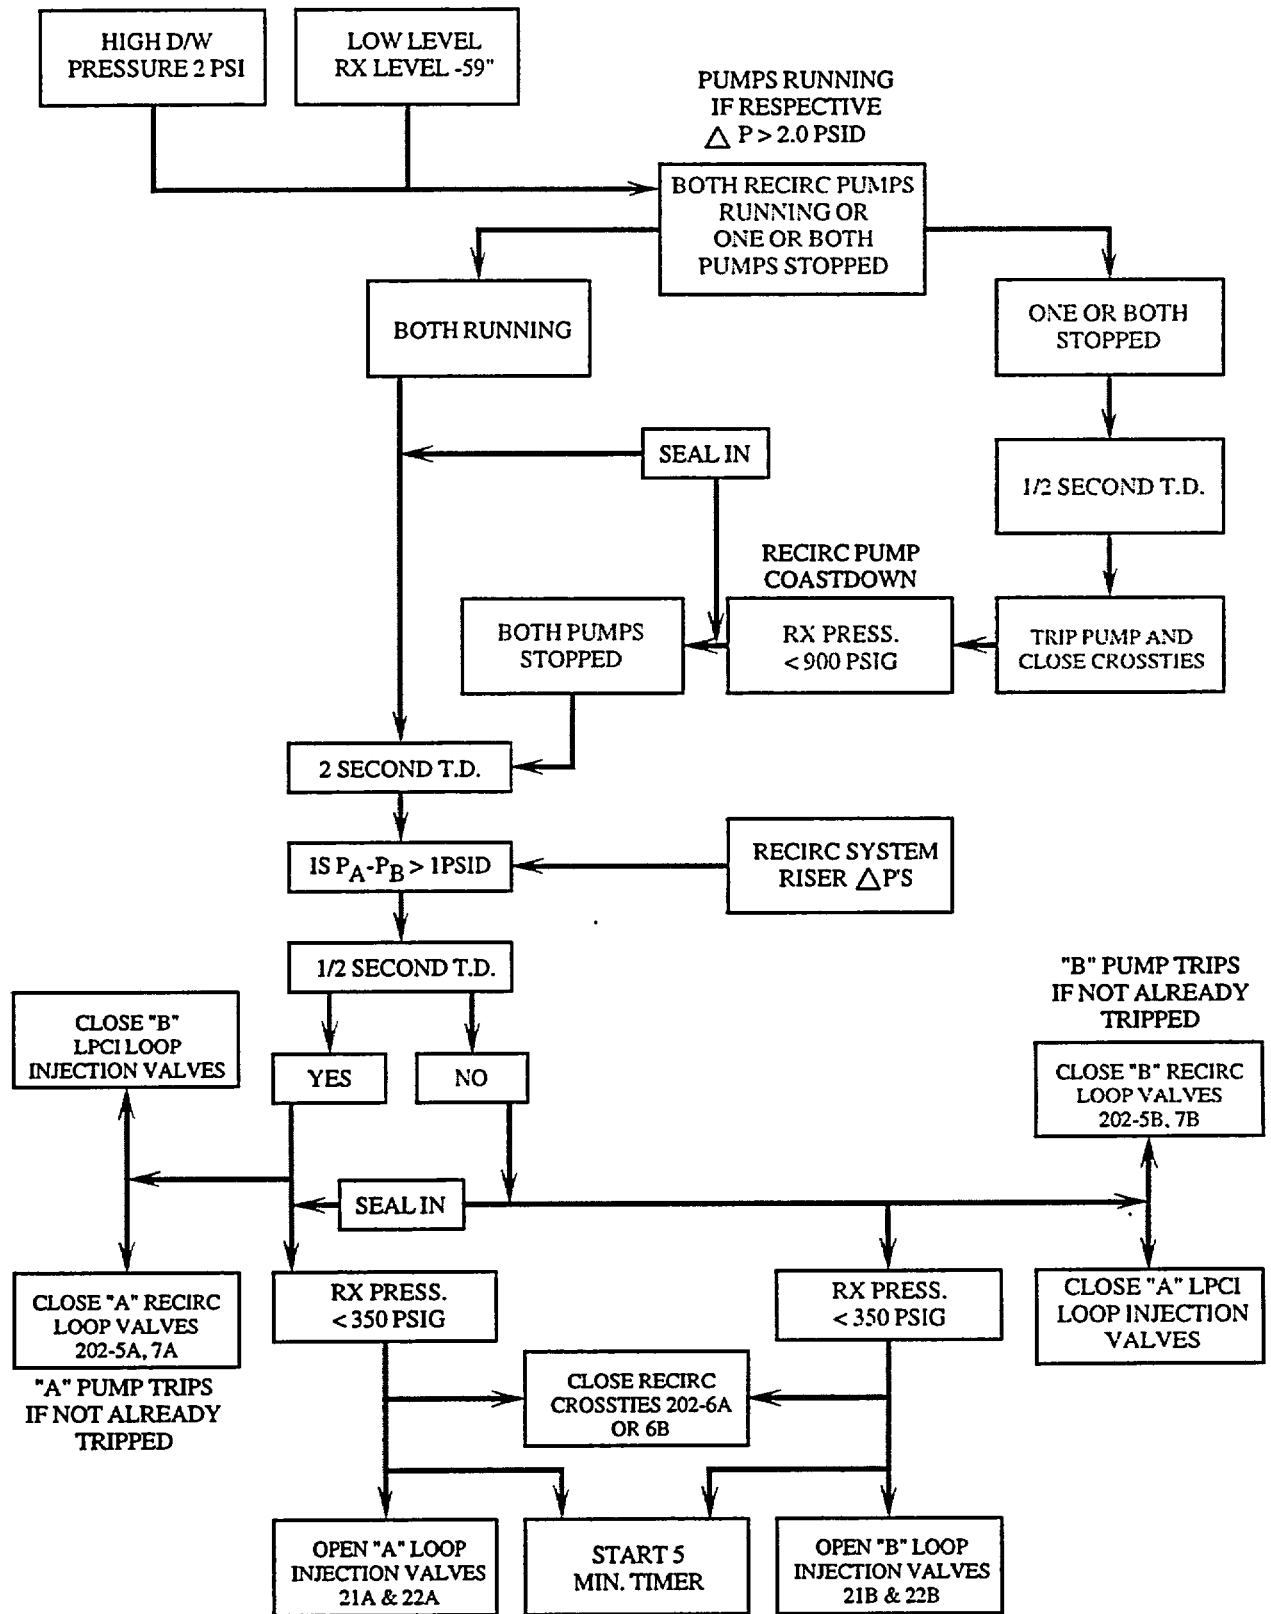 HIGH D/W
PRESSURE 2 PSI
LOW LEVEL
RX LEVEL -59"
PUMPS RUNNING
IF RESPECTIVE
△ P > 2.0 PSID
BOTH RECIRC PUMPS
RUNNING OR
ONE OR BOTH
PUMPS STOPPED
BOTH RUNNING
ONE OR BOTH
STOPPED
SEAL IN
1/2 SECOND T.D.
RECIRC PUMP
COASTDOWN
BOTH PUMPS
STOPPED
RX PRESS.
< 900 PSIG
TRIP PUMP AND
CLOSE CROSSTIES
2 SECOND T.D.
IS PA-PB > 1PSID
RECIRC SYSTEM
RISER △P'S
1/2 SECOND T.D.
"B" PUMP TRIPS
IF NOT ALREADY
TRIPPED
CLOSE "B"
LPCI LOOP
INJECTION VALVES
YES
NO
CLOSE "B" RECIRC
LOOP VALVES
202-5B, 7B
SEAL IN
CLOSE "A" RECIRC
LOOP VALVES
202-5A, 7A
"A" PUMP TRIPS
IF NOT ALREADY
TRIPPED
RX PRESS.
< 350 PSIG
RX PRESS.
< 350 PSIG
CLOSE "A" LPCI
LOOP INJECTION
VALVES
CLOSE RECIRC
CROSSTIES 202-6A
OR 6B
OPEN "A" LOOP
INJECTION VALVES
21A & 22A
START 5
MIN. TIMER
OPEN "B" LOOP
INJECTION VALVES
21B & 22B